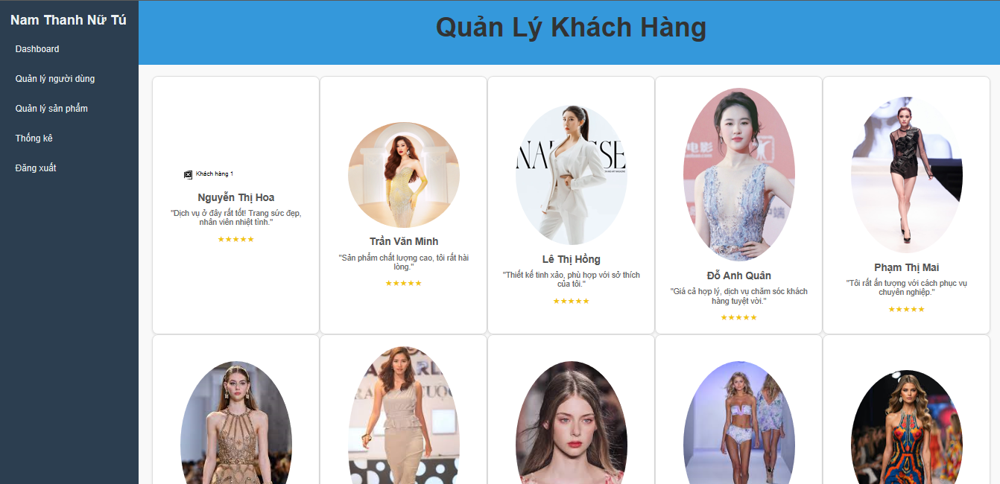 Nam Thanh Nữ Tú
Dashboard
Quản lý người dùng
Quản lý sản phẩm
Thống kê
Đăng xuất
Quản Lý Khách Hàng
Khách hàng 1
Nguyễn Thị Hoa
"Dịch vụ ở đây rất tốt! Trang sức đẹp,
nhân viên nhiệt tình."
★★★★★
Trần Văn Minh
"Sản phẩm chất lượng cao, tôi rất hài
lòng."
★★★★★
Lê Thị Hồng
"Thiết kế tinh xảo, phù hợp với sở thích
của tôi."
★★★★★
Đỗ Anh Quân
"Giá cả hợp lý, dịch vụ chăm sóc khách
hàng tuyệt vời."
★★★★★
Phạm Thị Mai
"Tôi rất ấn tượng với cách phục vụ
chuyên nghiệp."
★★★★★